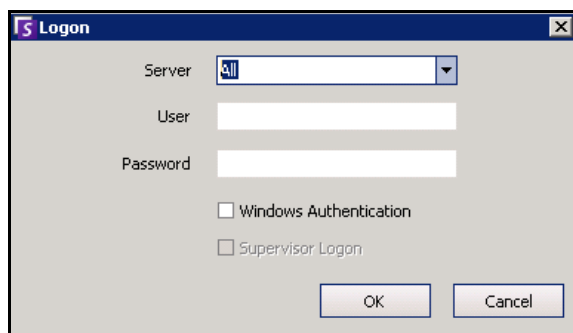 S Logon
Server All
User
Password
Windows Authentication
Supervisor Logon
OK Cancel